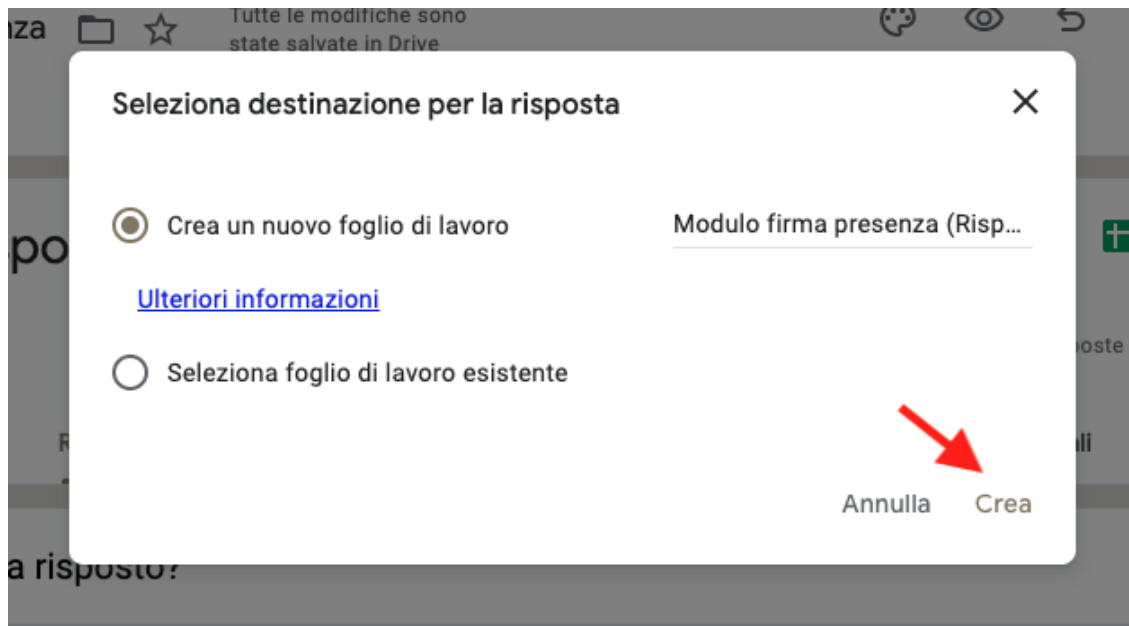 Tutte le modifiche sono
state salvate in Drive
Seleziona destinazione per la risposta
Crea un nuovo foglio di lavoro
Modulo firma presenza (Risp...
Ulteriori informazioni
Seleziona foglio di lavoro esistente
Annulla
Crea
a risposto?